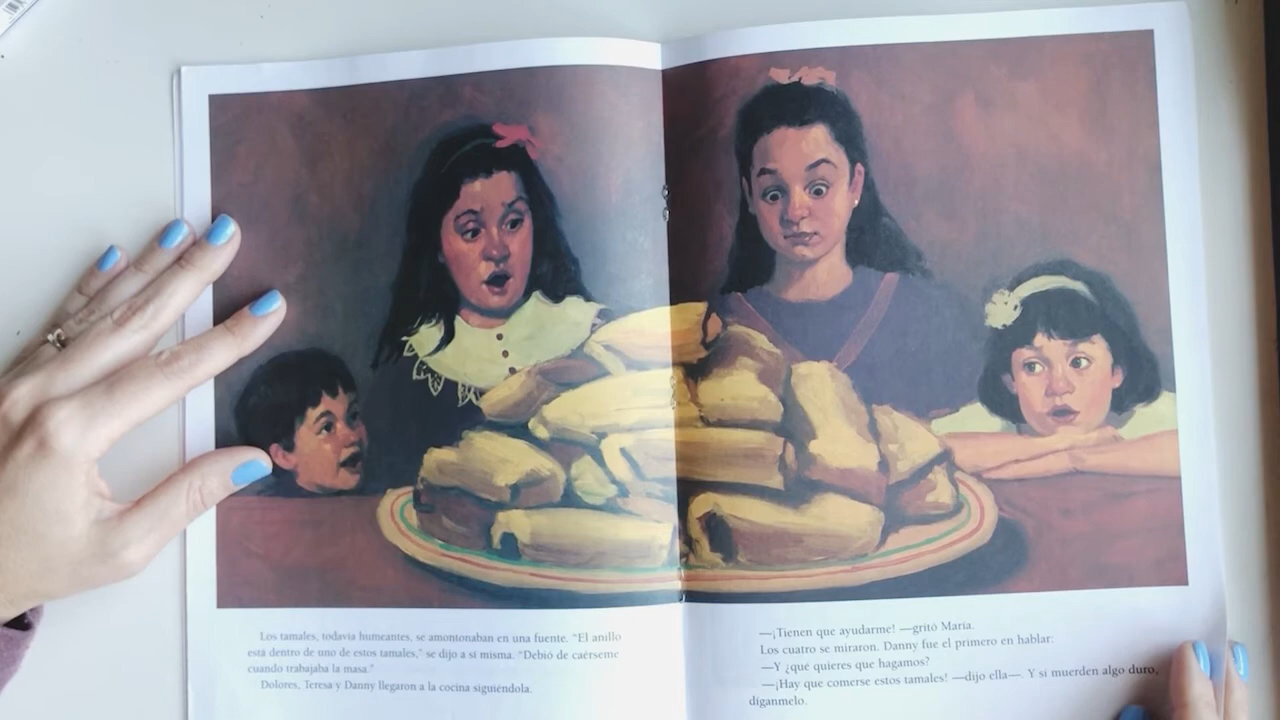 Los tamales, todavía humeantes, se amontonaban en una fuente. "El anillo
está dentro de uno de estos tamales," se dijo a sí misma. "Debió de caérseme
cuando trabajaba la masa."
Dolores, Teresa y Danny llegaron a la cocina siguiéndola.
—¡Tienen que ayudarme! —gritó María.
Los cuatro se miraron. Danny fue el primero en hablar:
—Y ¿qué quieres que hagamos?
—¡Hay que comerse estos tamales! —dijo ella—. Y si muerden algo duro,
díganmelo.